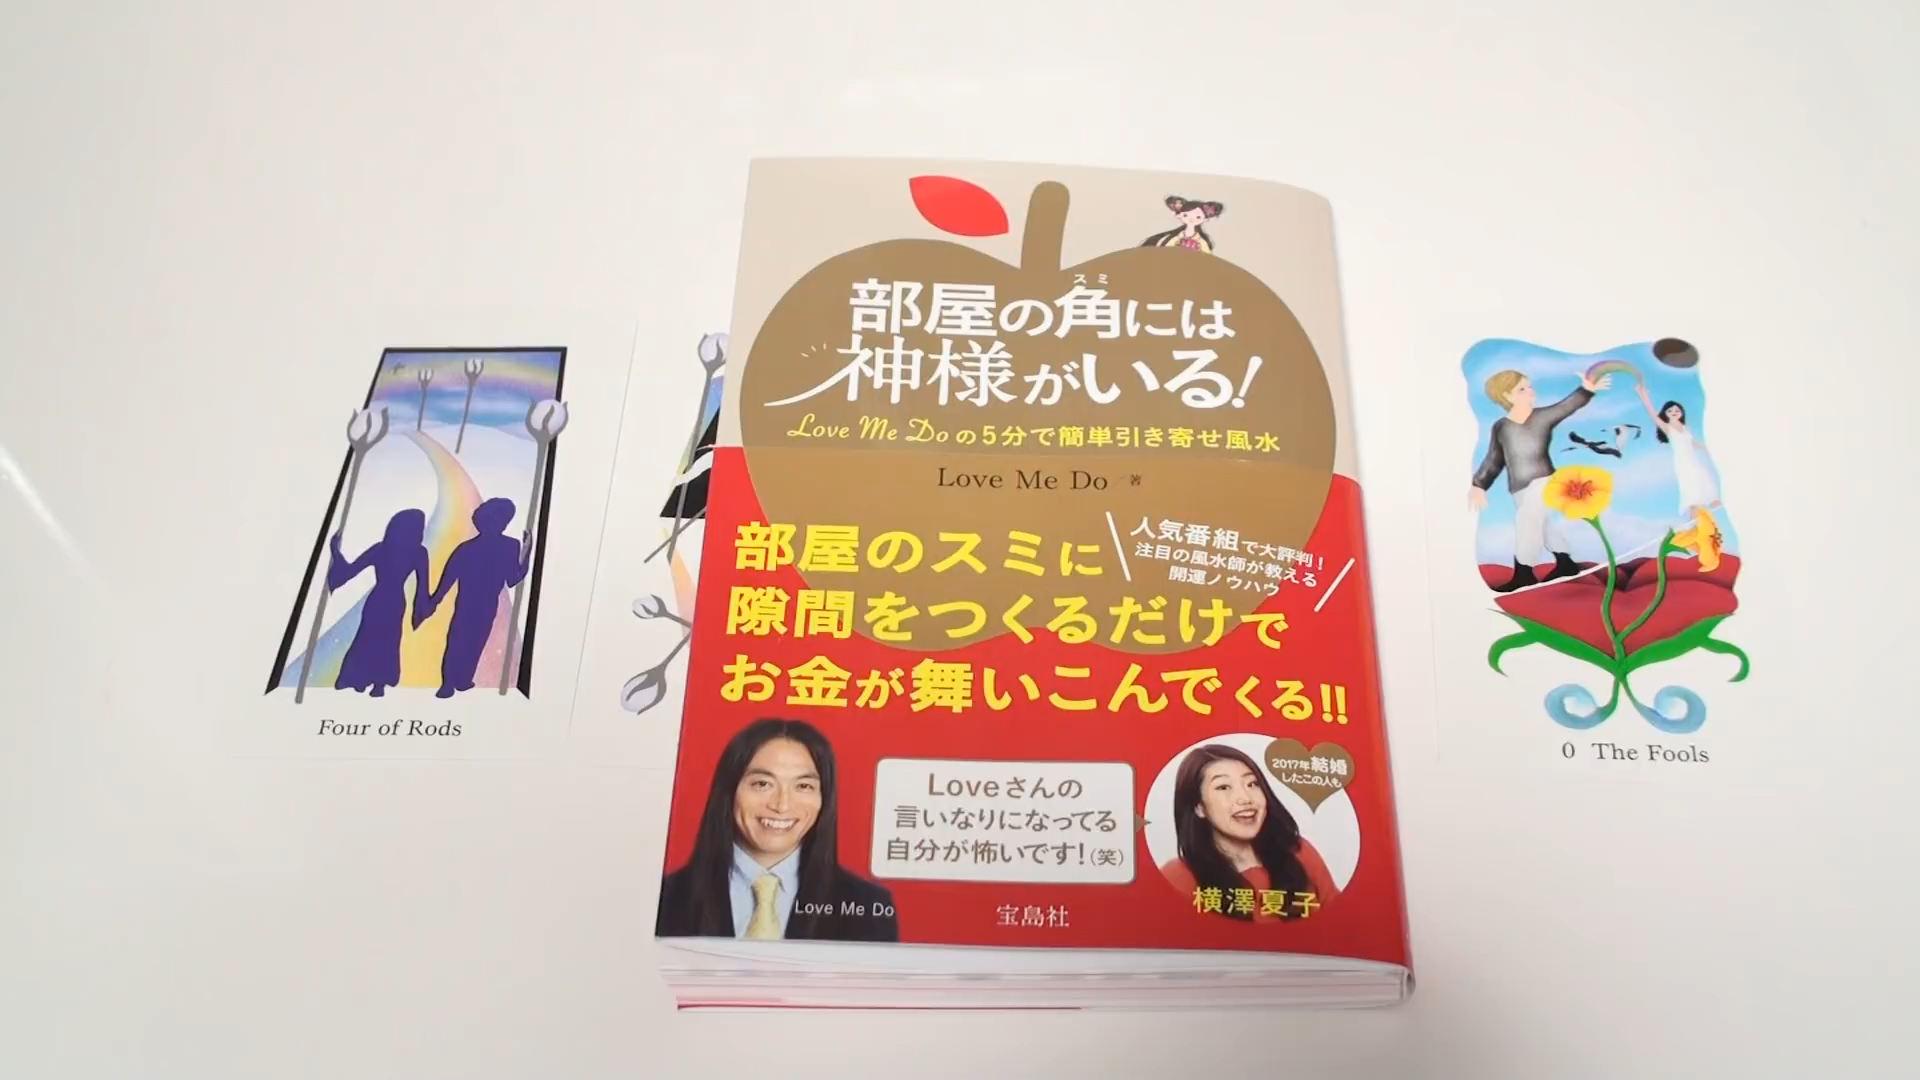 スミ
部屋の角には
神様がいる!
Love Me Doの5分で簡単引き寄せ風水
Love Me Do/著
部屋のスミに
隙間をつくるだけで
お金が舞いこんでくる!!
人気番組で大評判!
注目の風水師が教える
開運ノウハウ
Loveさんの
言いなりになってる
自分が怖いです!(笑)
2017年結婚
したこの人も
横澤夏子
Love Me Do
宝島社
Four of Rods
0 The Fools